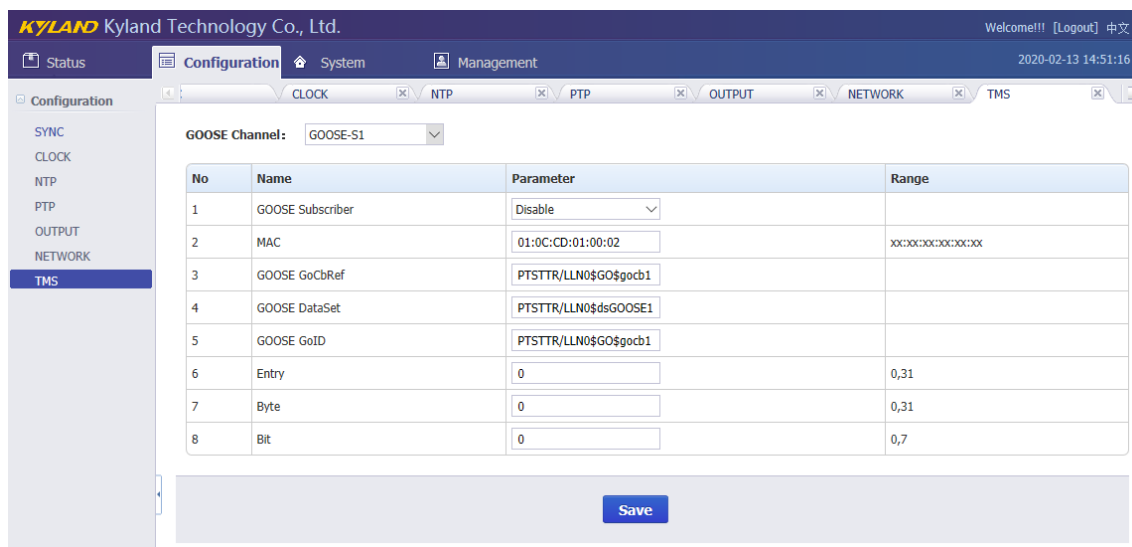 KYLAND Kyland Technology Co., Ltd.
Welcome!!! [Logout] 中文
Status
Configuration
System
Management
2020-02-13 14:51:16
Configuration
CLOCK
NTP
PTP
OUTPUT
NETWORK
TMS
SYNC
CLOCK
NTP
PTP
OUTPUT
NETWORK
TMS
GOOSE Channel: GOOSE-S1
No Name Parameter Range
1 GOOSE Subscriber Disable
2 MAC 01:0C:CD:01:00:02 xx:xx:xx:xx:xx:xx
3 GOOSE GoCbRef PTSTTR/LLN0$GO$gocb1
4 GOOSE DataSet PTSTTR/LLN0$dsGOOSE1
5 GOOSE GoID PTSTTR/LLN0$GO$gocb1
6 Entry 0 0,31
7 Byte 0 0,31
8 Bit 0 0,7
Save